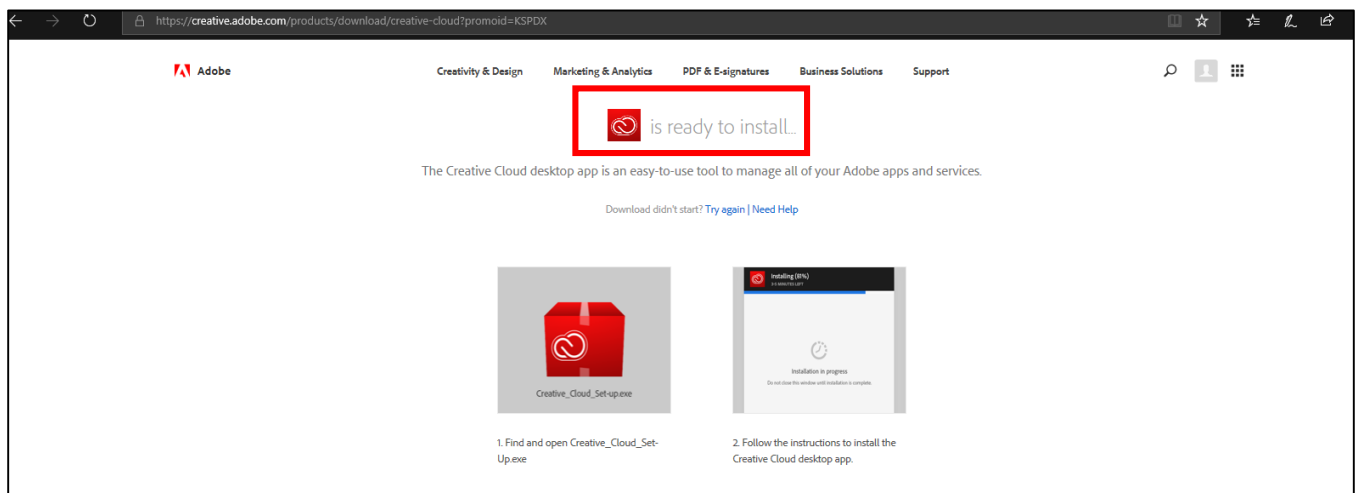 https://creative.adobe.com/products/download/creative-cloud?promoid=KSPDX
Adobe Creativity & Design Marketing & Analytics PDF & E-signatures Business Solutions Support
is ready to install...
The Creative Cloud desktop app is an easy-to-use tool to manage all of your Adobe apps and services.
Download didn't start? Try again | Need Help
Installing (81%)
MINUTES LEFT
Installation in progress
Do not close this window until installation is complete.
Creative_Cloud_Set-up.exe
1. Find and open Creative_Cloud_Set-
Up.exe
2. Follow the instructions to install the
Creative Cloud desktop app.